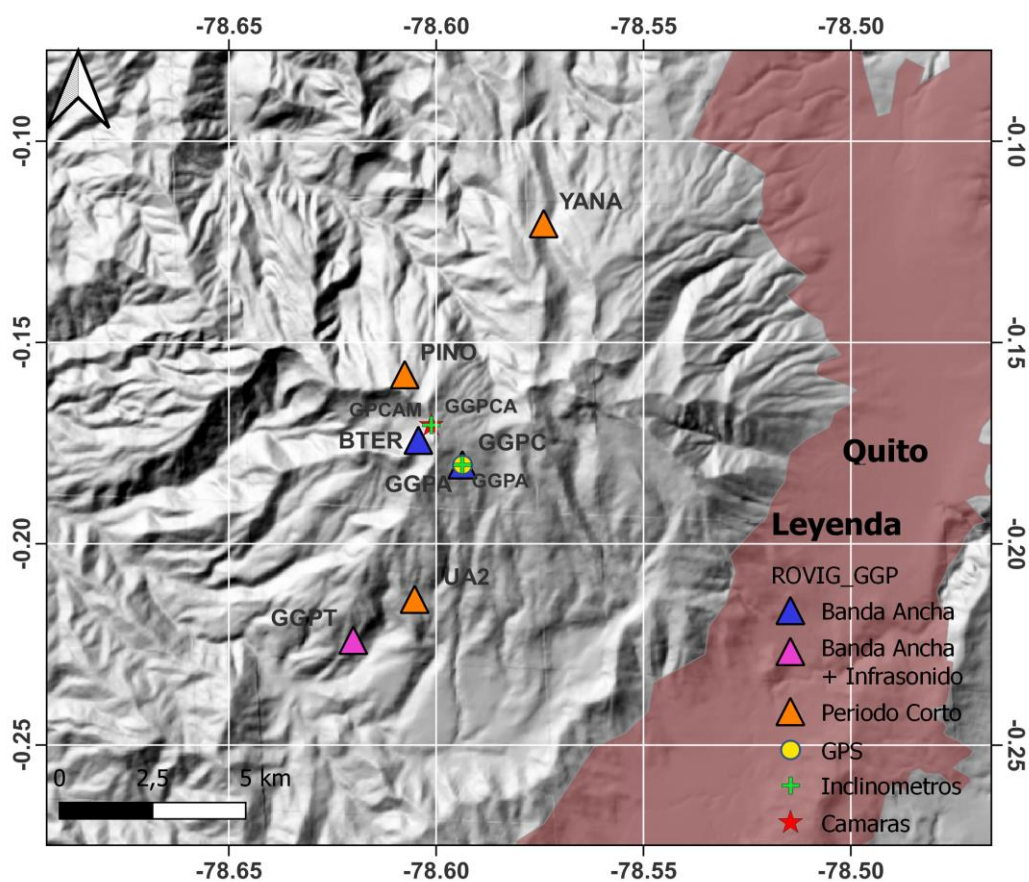 -78.65 -78.60 -78.55 -78.50
-0.10 -0.10
YANA
-0.15 -0.15
PINO
GPCAM GGPCA
BTER GGPC
Quito
GGPA GGPA
Leyenda
-0.20 -0.20
UA2
ROVIG_GGP
GGPT
Banda Ancha
Banda Ancha
+ Infrasonido
Periodo Corto
-0.25 -0.25
GPS
0 2,5 5 km
Inclinometros
Camaras
-78.65 -78.60 -78.55 -78.50